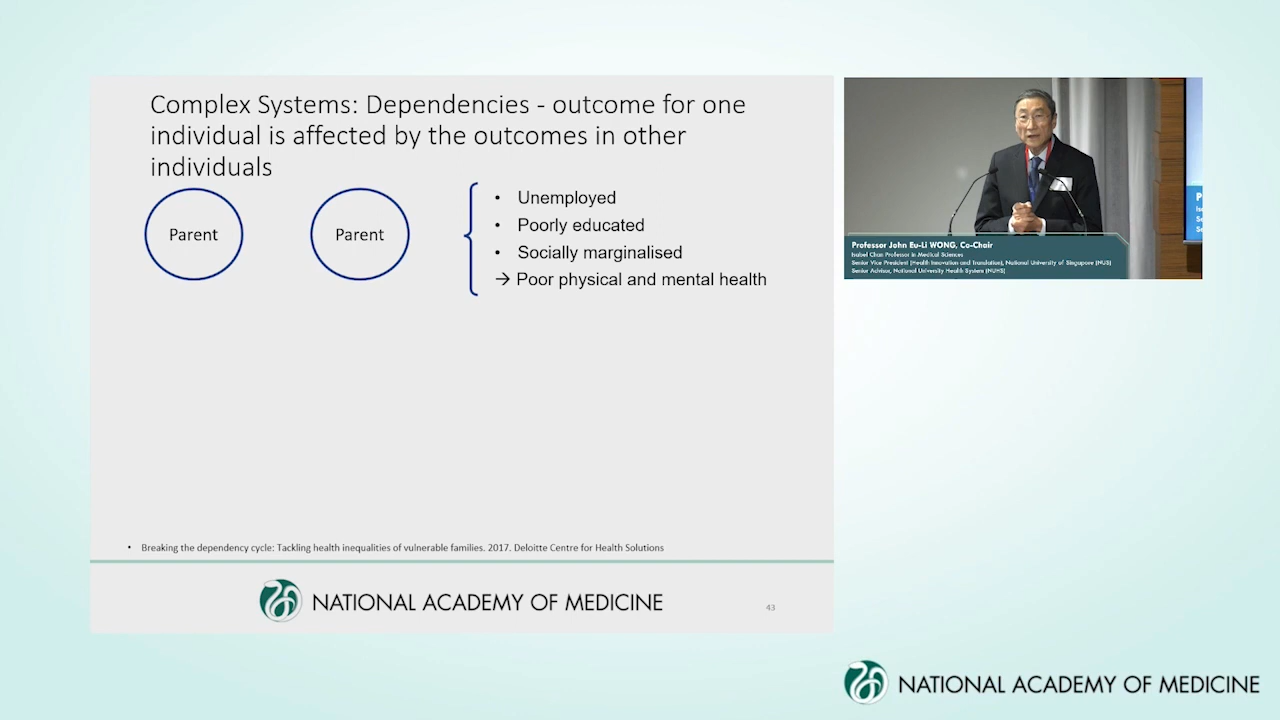 Complex Systems: Dependencies - outcome for one
individual is affected by the outcomes in other
individuals
Parent
Parent
• Unemployed
• Poorly educated
• Socially marginalised
→ Poor physical and mental health
• Breaking the dependency cycle: Tackling health inequalities of vulnerable families. 2017. Deloitte Centre for Health Solutions
NATIONAL ACADEMY OF MEDICINE
43
Professor John Eu-Li WONG, Co-Chair
Isabel Chan Professor in Medical Sciences
Senior Vice President (Health Innovation and Translation), National University of Singapore (NUS)
Senior Advisor, National University Health System (NUHS)
NATIONAL ACADEMY OF MEDICINE